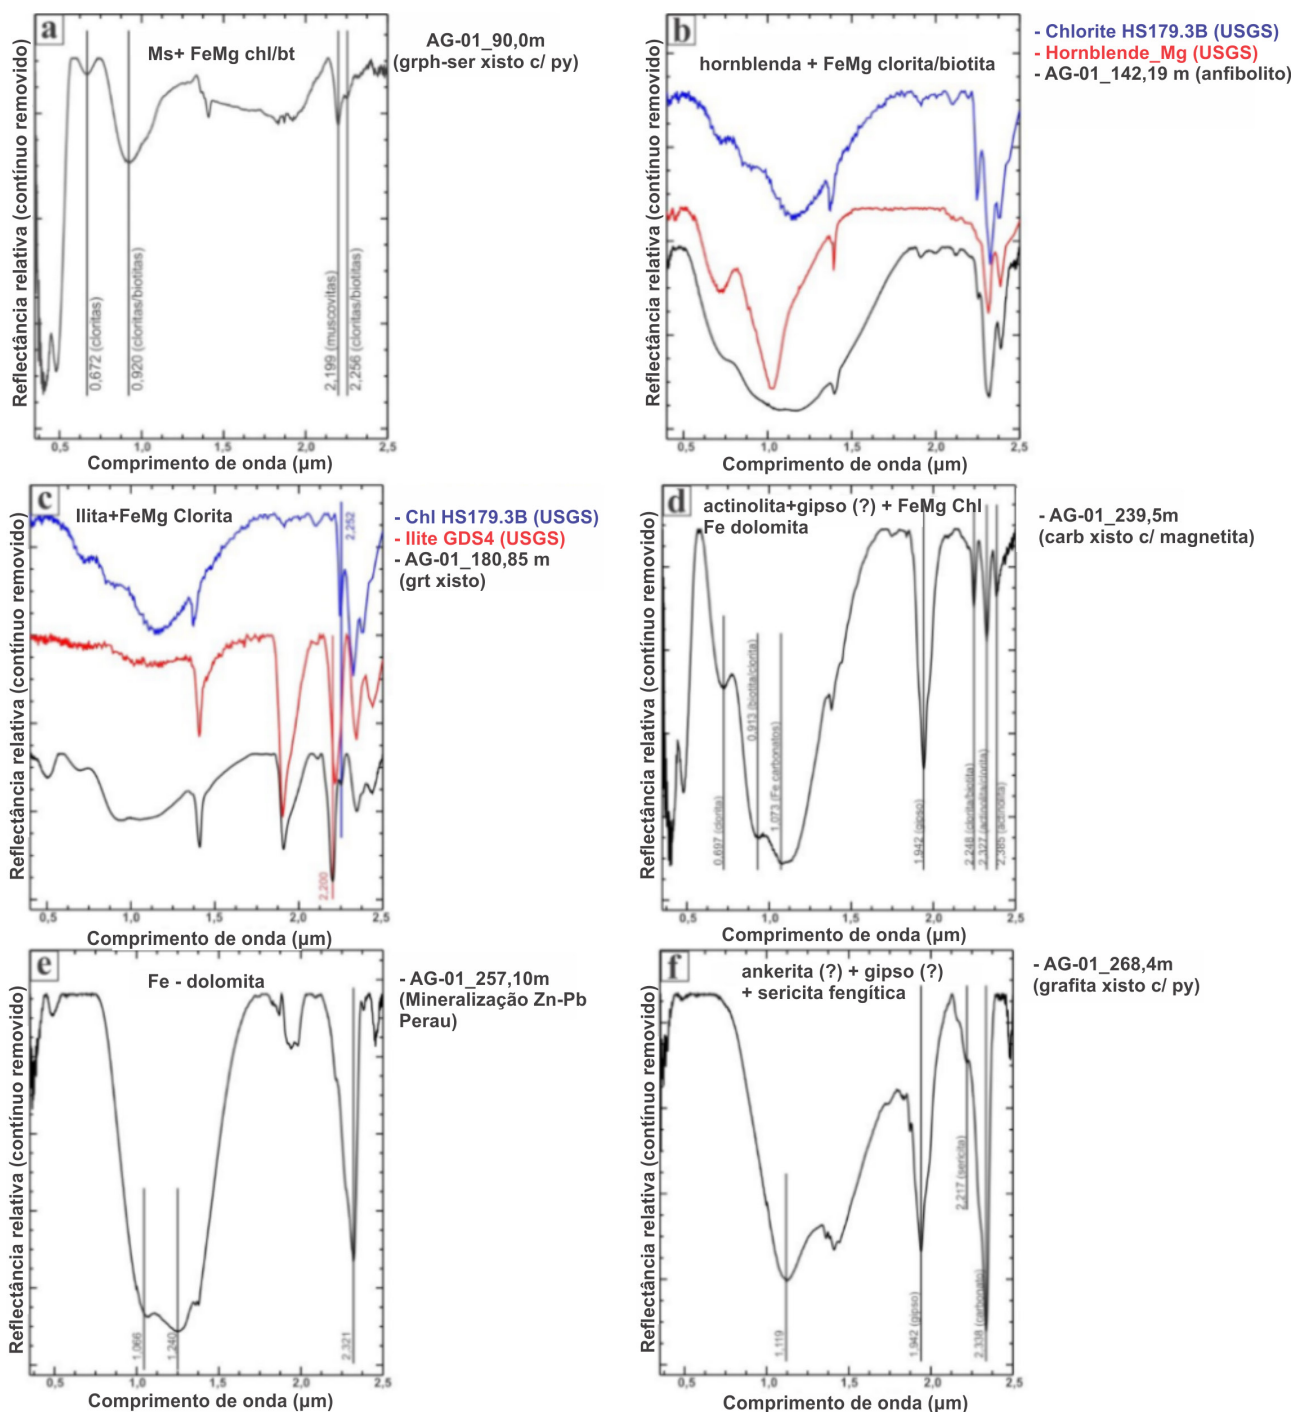 a
Ms+ FeMg chl/bt
AG-01_90,0m
(grph-ser xisto c/ py)
Reflectância relativa (contínuo removido)
0,672 (cloritas)
0,920 (cloritas/biotitas)
2,199 (muscovitas)
2,256 (cloritas/biotitas)
0,5 1,0 1,5 2,0 2,5
Comprimento de onda (µm)
b
hornblenda + FeMg clorita/biotita
- Chlorite HS179.3B (USGS)
- Hornblende_Mg (USGS)
- AG-01_142,19 m (anfibolito)
Reflectância relativa (contínuo removido)
0,5 1,0 1,5 2,0 2,5
Comprimento de onda (µm)
c
Ilita+FeMg Clorita
- Chl HS179.3B (USGS)
- Ilite GDS4 (USGS)
- AG-01_180,85 m
(grt xisto)
Reflectância relativa (contínuo removido)
2,252
2,200
0,5 1,0 1,5 2,0 2,5
Comprimento de onda (µm)
d
actinolita+gipso (?) + FeMg Chl
Fe dolomita
- AG-01_239,5m
(carb xisto c/ magnetita)
Reflectância relativa (contínuo removido)
0,697 (clorita)
0,913 (biotita/clorita)
1,073 (Fe carbonatos)
1,942 (gipso)
2,248 (clorita/biotita)
2,327 (actinolita/clorita)
2,385 (actinolita)
0,5 1,0 1,5 2,0 2,5
Comprimento de onda (µm)
e
Fe - dolomita
- AG-01_257,10m
(Mineralização Zn-Pb
Perau)
Reflectância relativa (contínuo removido)
1,066
1,240
2,321
0,5 1,0 1,5 2,0 2,5
Comprimento de onda (µm)
f
ankerita (?) + gipso (?)
+ sericita fengítica
- AG-01_268,4m
(grafita xisto c/ py)
Reflectância relativa (contínuo removido)
1,119
1,942 (gipso)
2,217 (sericita)
2,338 (carbonato)
0,5 1,0 1,5 2,0 2,5
Comprimento de onda (µm)